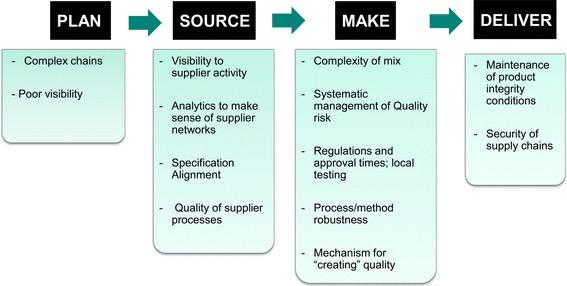 PLAN
SOURCE
MAKE
DELIVER
- Complex chains
- Poor visibility
- Visibility to
supplier activity
- Analytics to make
sense of supplier
networks
- Specification
Alignment
- Quality of supplier
processes
- Complexity of mix
- Systematic
management of Quality
risk
- Regulations and
approval times; local
testing
- Process/method
robustness
- Mechanism for
“creating” quality
- Maintenance
of product
integrity
conditions
- Security of
supply chains